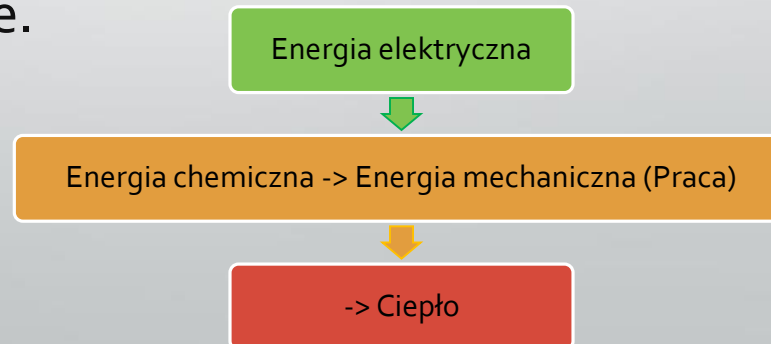 e.
Energia elektryczna
Energia chemiczna -> Energia mechaniczna (Praca)
-> Ciepło